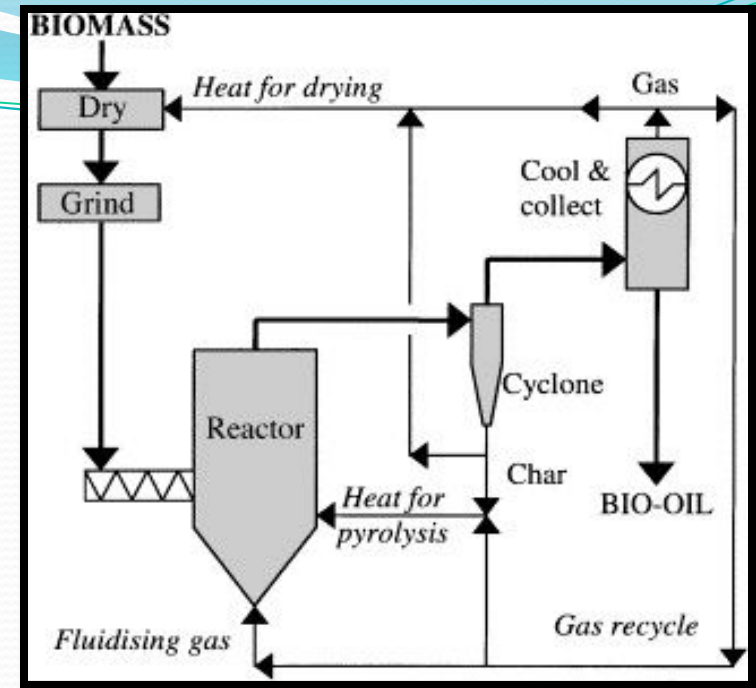 BIOMASS
Dry
Heat for drying
Gas
Grind
Cool &
collect
Cyclone
Reactor
Char
Heat for
pyrolysis
BIO-OIL
Fluidising gas
Gas recycle